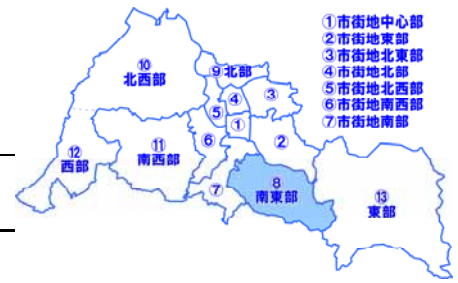 ①市街地中心部
②市街地東部
③市街地北東部
④市街地北部
⑤市街地北西部
⑥市街地南西部
⑦市街地南部
⑩
北西部
⑨北部
④
③
⑤
①
⑥
②
⑪
南西部
⑫
西部
⑦
⑧
南東部
⑬
東部